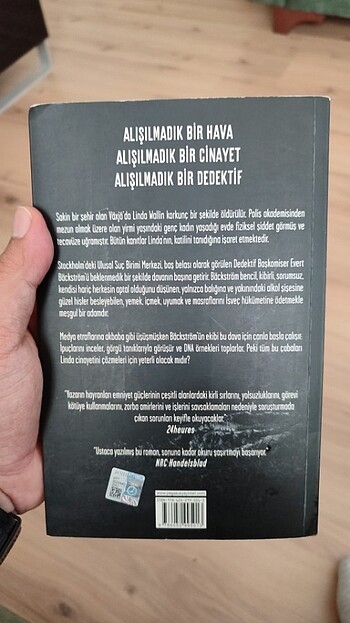 ALIŞILMADIK BİR HAVA
ALIŞILMADIK BİR CİNAYET
ALIŞILMADIK BİR DEDEKTİF
Sakin bir şehir olan Växjö'da Linda Wallin korkunç bir şekilde öldürülür. Polis akademisinden
mezun olmak üzere olan yirmi yaşındaki genç kadın yaşadığı evde fiziksel şiddet görmüş ve
tecavüze uğramıştır. Bütün kanıtlar Linda'nın, katilini tanıdığına işaret etmektedir.
Stockholm'deki Ulusal Suç Birimi Merkezi, baş belası olarak görülen Dedektif Başkomiser Evert
Bäckström'ü beklenmedik bir şekilde davanın başına getirir. Bäckström bencil, kibirli, sorumsuz,
kendisi hariç herkesin aptal olduğunu düşünen, yalnızca balığına ve yakınındaki alkol şişesine
güzel hisler besleyebilen, yemek, içmek, uyumak ve masraflarını İsveç hükümetine ödetmekle
meşgul bir adamdır.
Medya etraflarına akbaba gibi üşüşmüşken Bäckström'ün ekibi bu dava için canla başla çalışır.
İpuçlarını inceler, görgü tanıklarıyla görüşür ve DNA örnekleri toplarlar. Peki tüm bu çabaları
Linda cinayetini çözmeleri için yeterli olacak mıdır?
"Yazarın hayranları emniyet güçlerinin çeşitli alanlardaki kirli sırlarını, yolsuzluklarını, görevi
kötüye kullanmalarını, zorba amirlerini ve işlerini savsaklamaları nedeniyle soruşturmada
çıkan sorunları keyifle okuyacaklar."
24heures
"Ustaca yazılmış bu roman, sonuna kadar okuru şaşırtmayı başarıyor."
NRC Handelsblad